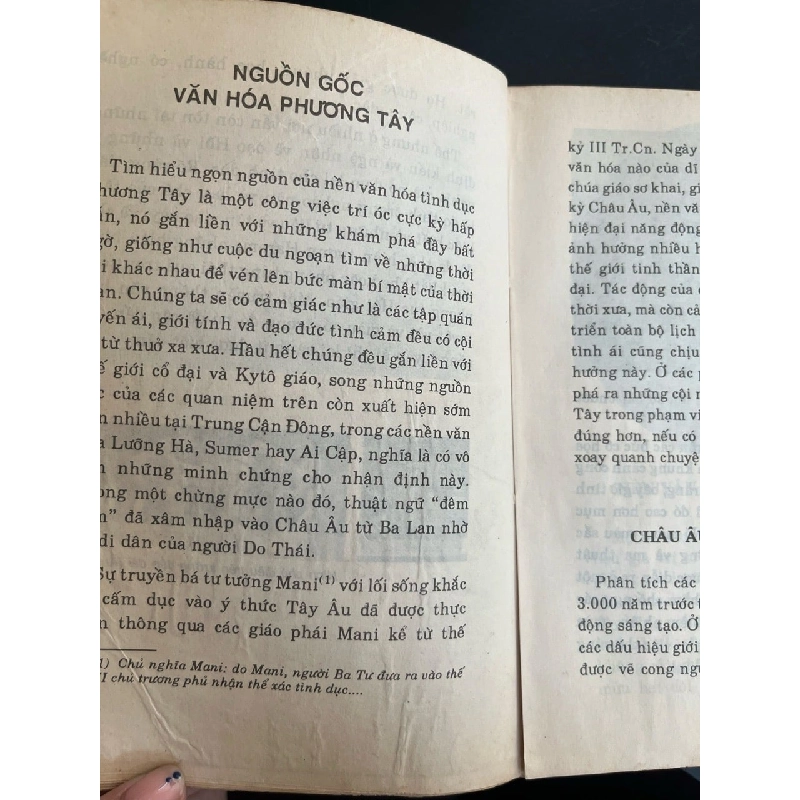 NGUỒN GỐC
VĂN HÓA PHƯƠNG TÂY
Tìm hiểu ngọn nguồn của nền văn hóa tình dục
hương Tây là một công việc trí óc cực kỳ hấp
ẫn, nó gắn liền với những khám phá đầy bất
gờ, giống như cuộc du ngoạn tìm về những thời
i khác nhau để vén lên bức màn bí mật của thời
an. Chúng ta sẽ có cảm giác như là các tập quán
yến ái, giới tính và đạo đức tình cảm đều có cội
từ thuở xa xưa. Hầu hết chúng đều gắn liền với
ế giới cổ đại và Kytô giáo, song những nguồn
c của các quan niệm trên còn xuất hiện sớm
n nhiều tại Trung Cận Đông, trong các nền văn
a Lưỡng Hà, Sumer hay Ai Cập, nghĩa là có vô
n những minh chứng cho nhận định này.
ong một chừng mực nào đó, thuật ngữ "đêm
n" đã xâm nhập vào Châu Âu từ Ba Lan nhờ
di dân của người Do Thái.
Sự truyền bá tư tưởng Mani(1) với lối sống khắc
cấm dục vào ý thức Tây Âu đã được thực
n thông qua các giáo phái Mani kể từ thế
1) Chủ nghĩa Mani: do Mani, người Ba Tư đưa ra vào thế
I chủ trương phủ nhận thể xác tình dục....
kỷ III Tr.Cn. Ngày
văn hóa nào của dĩ
chúa giáo sơ khai, gi
kỳ Châu Âu, nền vă
hiện đại năng động
ảnh hưởng nhiều h
thế giới tinh thần
đại. Tác động của
thời xưa, mà còn câ
triển toàn bộ lịch
tình ái cũng chịu
hưởng này. Ở các p
phá ra những cội n
Tây trong phạm vi
đúng hơn, nếu có
xoay quanh chuyệ
CHÂU ÂU
Phân tích các
3.000 năm trước t
động sáng tạo. Ở
các dấu hiệu giới
được vẽ cong ngu